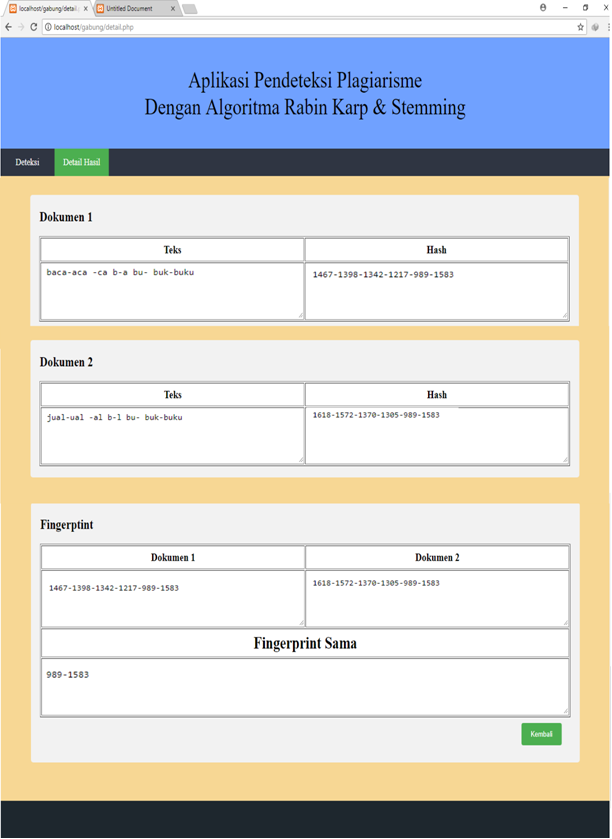 localhost/gabung/detail.
Untitled Document
localhost/gabung/detail.php
Aplikasi Pendeteksi Plagiarisme
Dengan Algoritma Rabin Karp & Stemming
Deteksi Detail Hasil
Dokumen 1
Teks Hash
baca-aca -ca b-a bu- buk-buku 1467-1398-1342-1217-989-1583
Dokumen 2
Teks Hash
jual-ual -al b-l bu- buk-buku 1618-1572-1370-1305-989-1583
Fingerptint
Dokumen 1 Dokumen 2
1467-1398-1342-1217-989-1583 1618-1572-1370-1305-989-1583
Fingerprint Sama
989-1583
Kembali